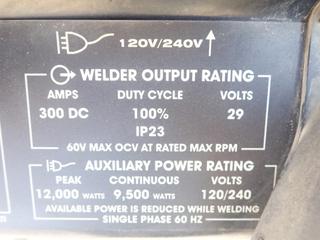 120V/240V
WELDER OUTPUT RATING
AMPS DUTY CYCLE VOLTS
300 DC 100% 29
IP23
60V MAX OCV AT RATED MAX RPM
AUXILIARY POWER RATING
PEAK CONTINUOUS VOLTS
12,000 WATTS 9,500 WATTS 120/240
AVAILABLE POWER IS REDUCED WHILE WELDING
SINGLE PHASE 60 HZ